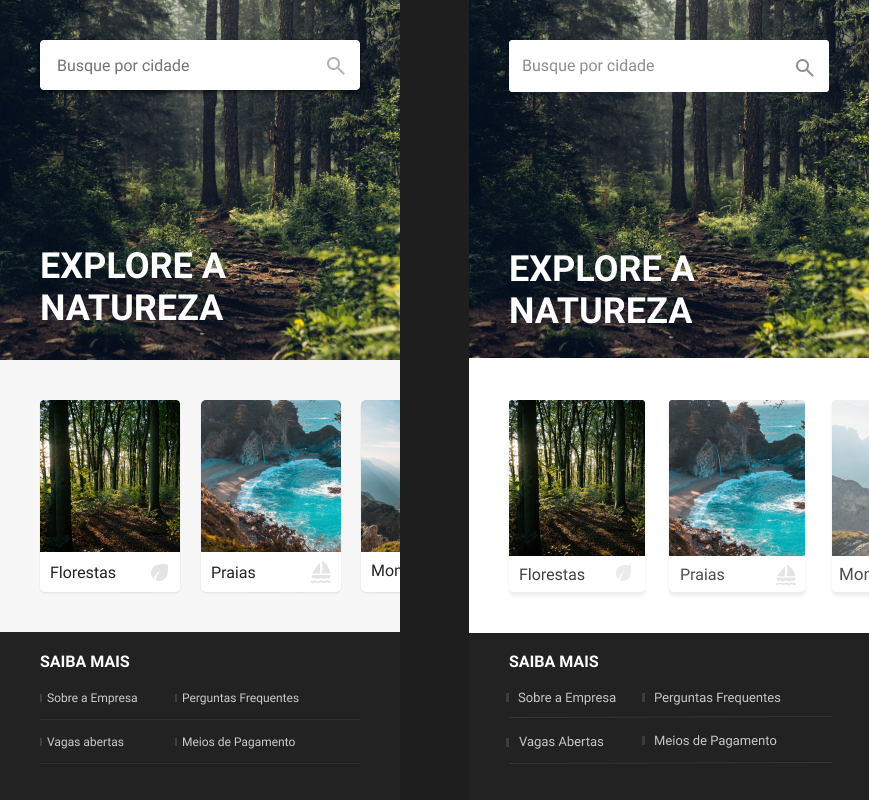 Busque por cidade
EXPLORE A
NATUREZA
Florestas
Praias
Mon
SAIBA MAIS
Sobre a Empresa
Perguntas Frequentes
Vagas abertas
Meios de Pagamento
Busque por cidade
EXPLORE A
NATUREZA
Florestas
Praias
Mon
SAIBA MAIS
Sobre a Empresa
Perguntas Frequentes
Vagas Abertas
Meios de Pagamento